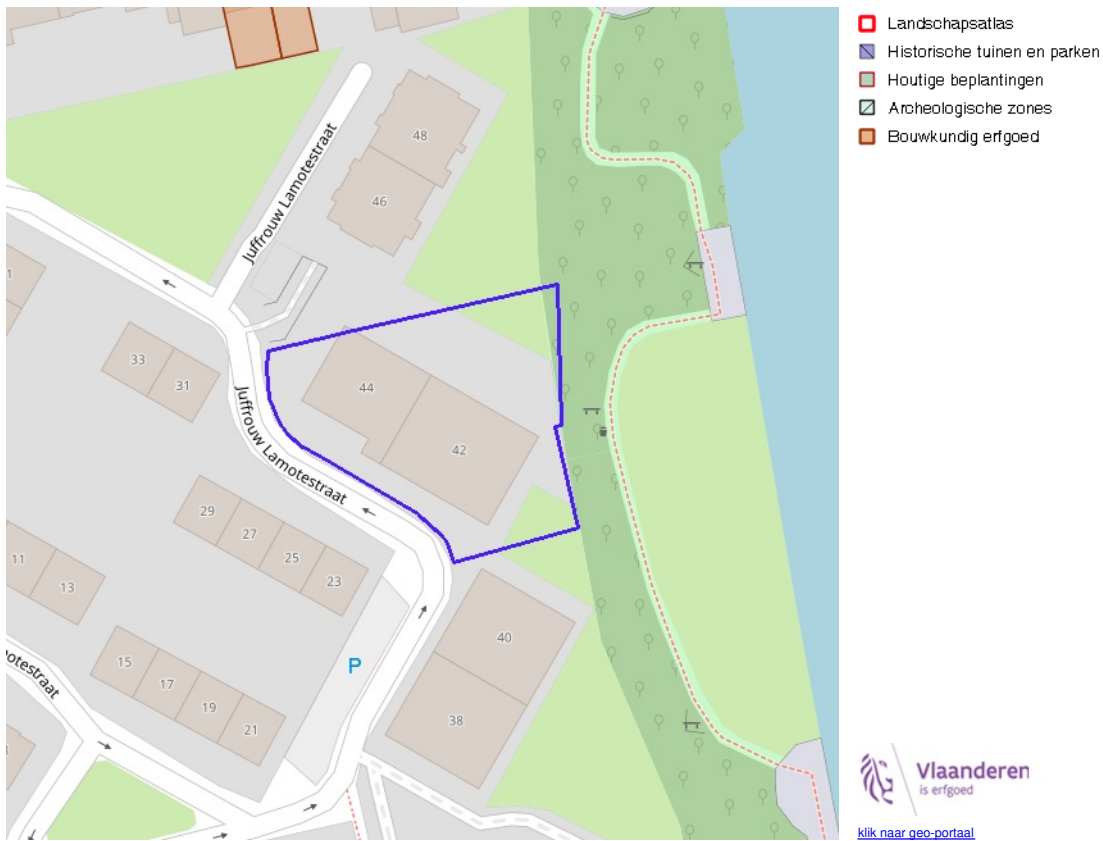 Landschapsatlas
Historische tuinen en parken
Houtige beplantingen
Archeologische zones
Bouwkundig erfgoed
48
46
Juffrouw Lamotestraat
1
33
31
44
42
Juffrouw Lamotestraat
29
27
25
23
11
13
40
38
15
17
19
21
P
otestraat
Vlaanderen
is erfgoed
klik naar geo-portaal